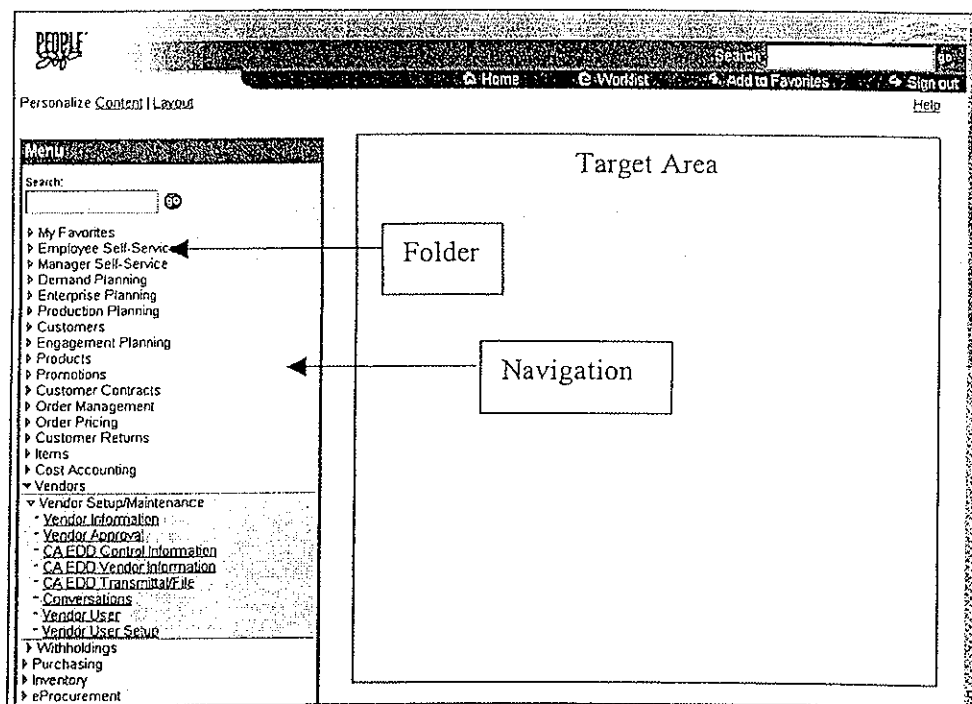 PEOPLE
Soft
Search:
go
Home Worklist Add to Favorites Sign out
Personalize Content | Layout
Help
Menu
Search:
go
My Favorites
Employee Self-Service
Manager Self-Service
Demand Planning
Enterprise Planning
Production Planning
Customers
Engagement Planning
Products
Promotions
Customer Contracts
Order Management
Order Pricing
Customer Returns
Items
Cost Accounting
Vendors
Vendor Setup/Maintenance
- Vendor Information
- Vendor Approval
- CA EDD Control Information
- CA EDD Vendor Information
- CA EDD Transmittal/File
- Conversations
- Vendor User
- Vendor User Setup
Withholdings
Purchasing
Inventory
eProcurement
Target Area
Folder
Navigation